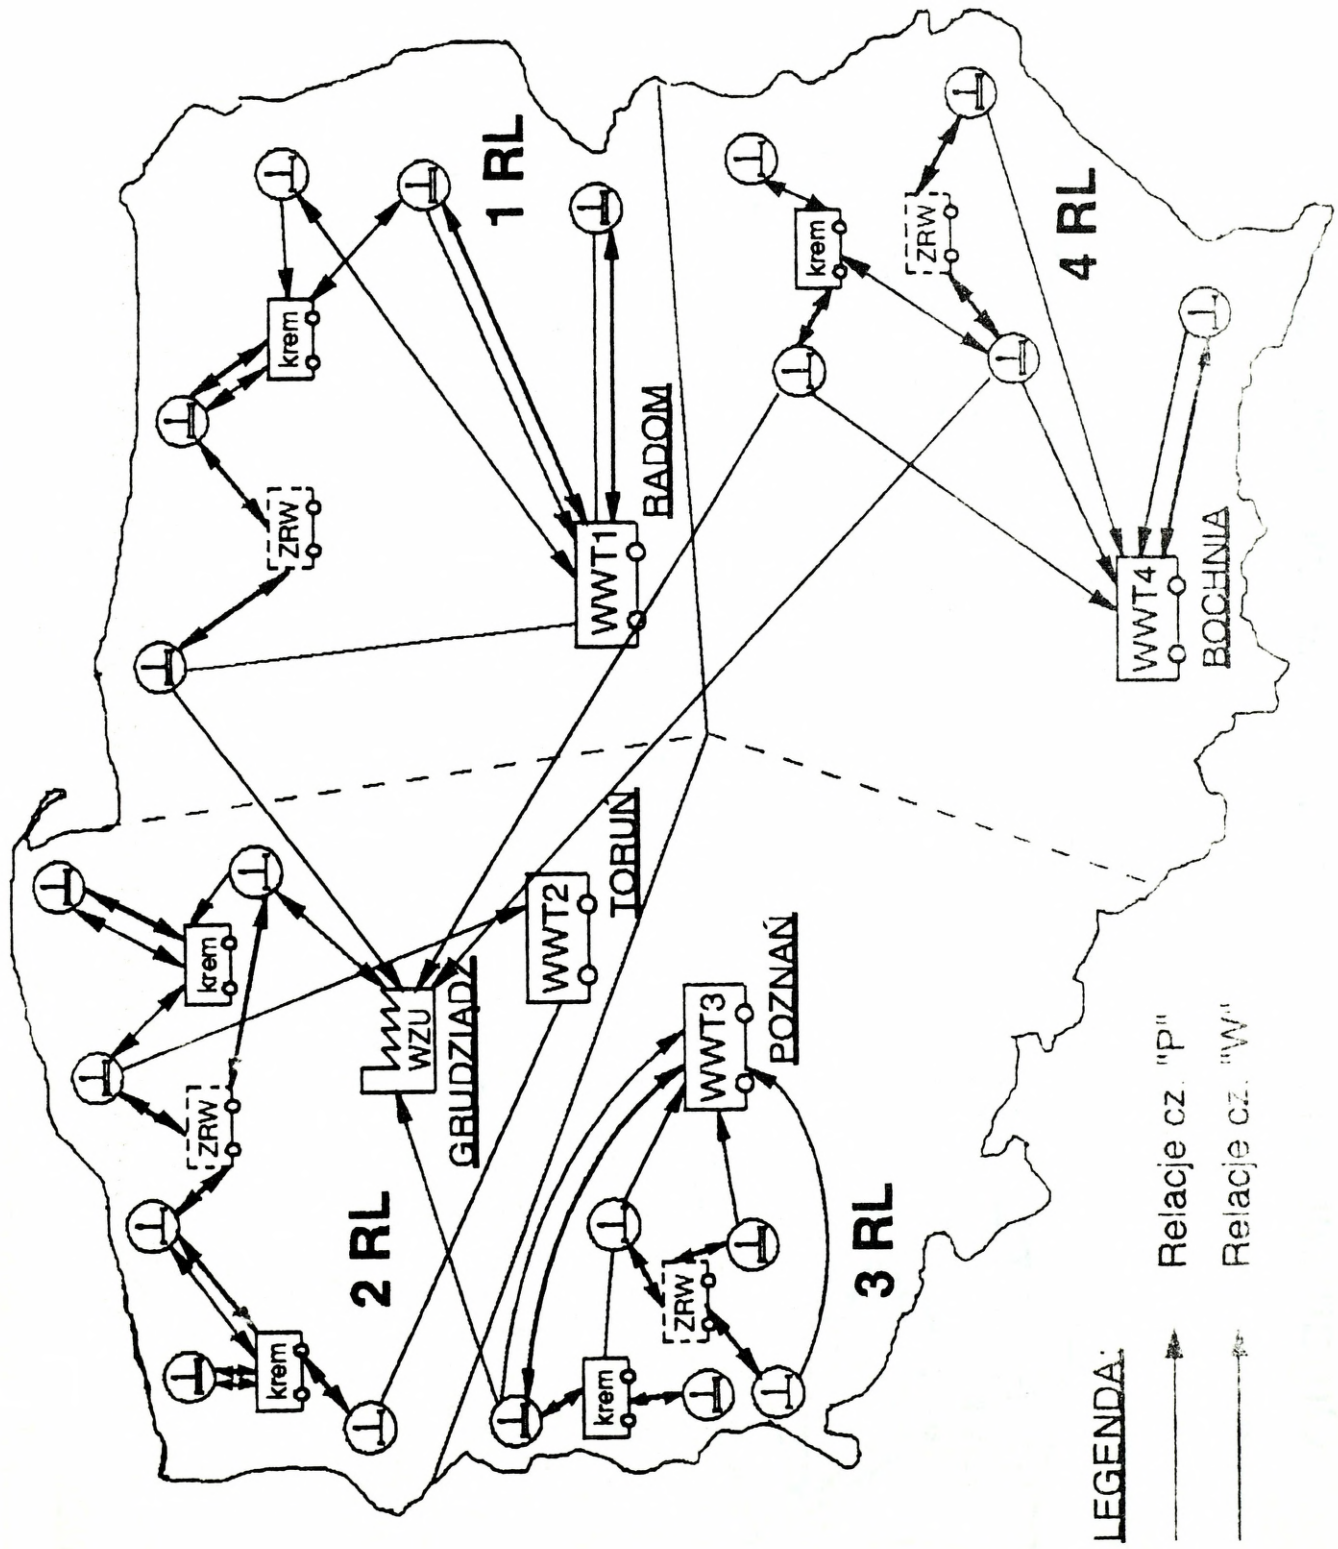 1 RL
krem
ZRW
WWT1
RADOM
krem
ZRW
4 RL
WWT4
BOCHNIA
krem
ZRW
krem
2 RL
WZU
GRUDZIĄDZ
WWT2
TORUŃ
WWT3
POZNAŃ
krem
ZRW
3 RL
LEGENDA:
Relacje cz. "P"
Relacje cz. "W"